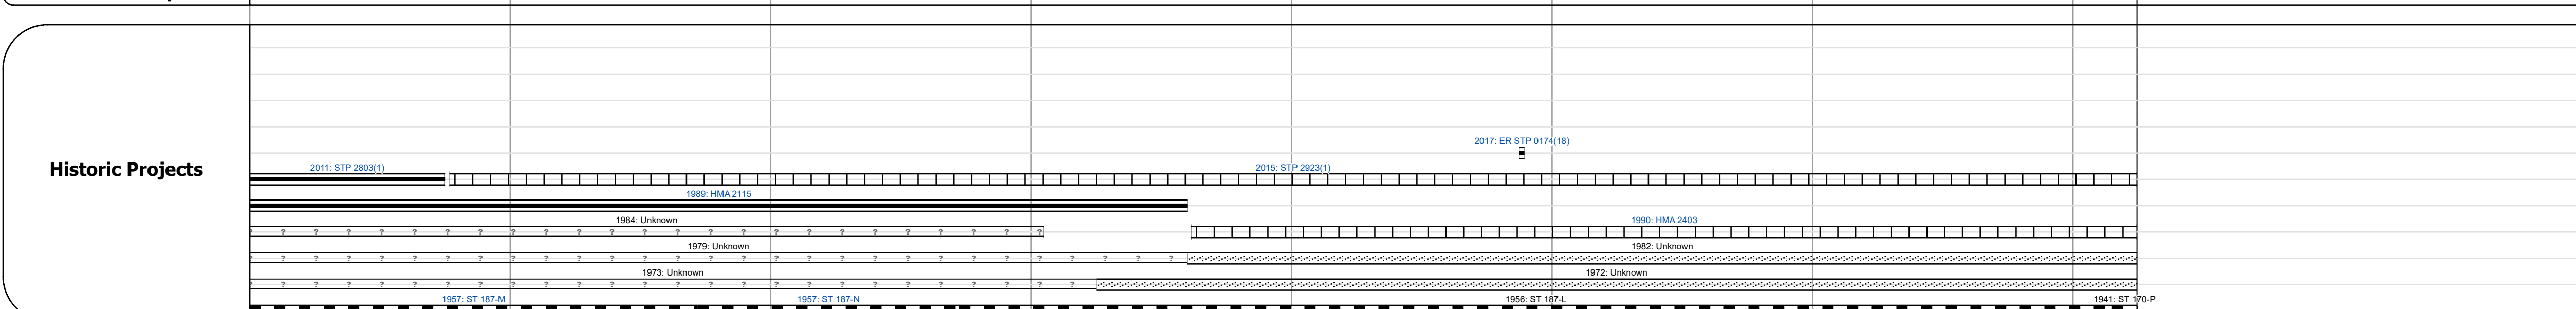 2017: ER STP 0174(18)
Historic Projects
2011: STP 2803(1)
2015: STP 2923(1)
1989: HMA 2115
1984: Unknown
1990: HMA 2403
? ? ? ? ? ? ? ? ? ? ? ? ? ? ? ? ? ? ? ? ? ? ? ? ?
1979: Unknown
1982: Unknown
? ? ? ? ? ? ? ? ? ? ? ? ? ? ? ? ? ? ? ? ? ? ? ? ? ? ? ? ?
1973: Unknown
1972: Unknown
? ? ? ? ? ? ? ? ? ? ? ? ? ? ? ? ? ? ? ? ? ? ? ? ? ?
1957: ST 187-M
1957: ST 187-N
1956: ST 187-L
1941: ST 170-P